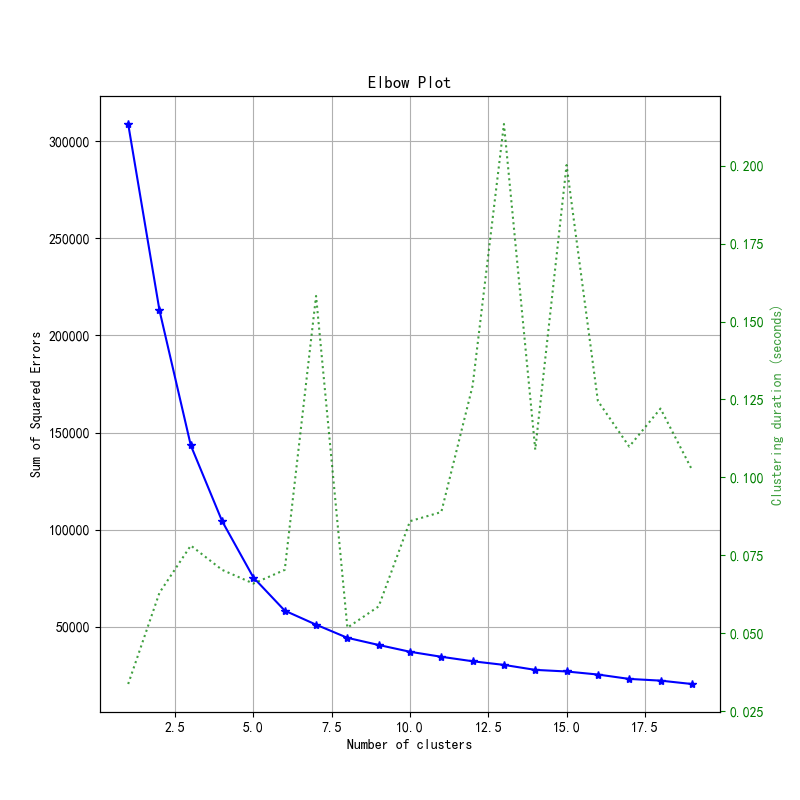 Elbow Plot
Sum of Squared Errors
300000
250000
200000
150000
100000
50000
2.5 5.0 7.5 10.0 12.5 15.0 17.5
Number of clusters
0.200
0.175
0.150
0.125
0.100
0.075
0.050
0.025
Clustering duration (seconds)